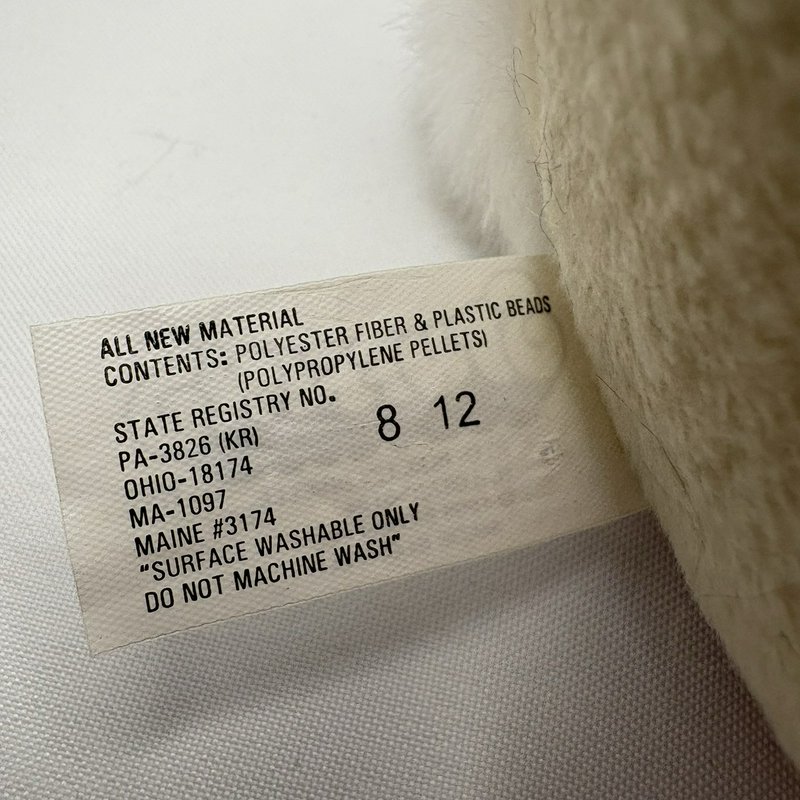 ALL NEW MATERIAL
CONTENTS: POLYESTER FIBER & PLASTIC BEADS
(POLYPROPYLENE PELLETS)
STATE REGISTRY NO.
8 12
PA-3826 (KR)
OHIO-18174
MA-1097
MAINE #3174
"SURFACE WASHABLE ONLY
DO NOT MACHINE WASH"